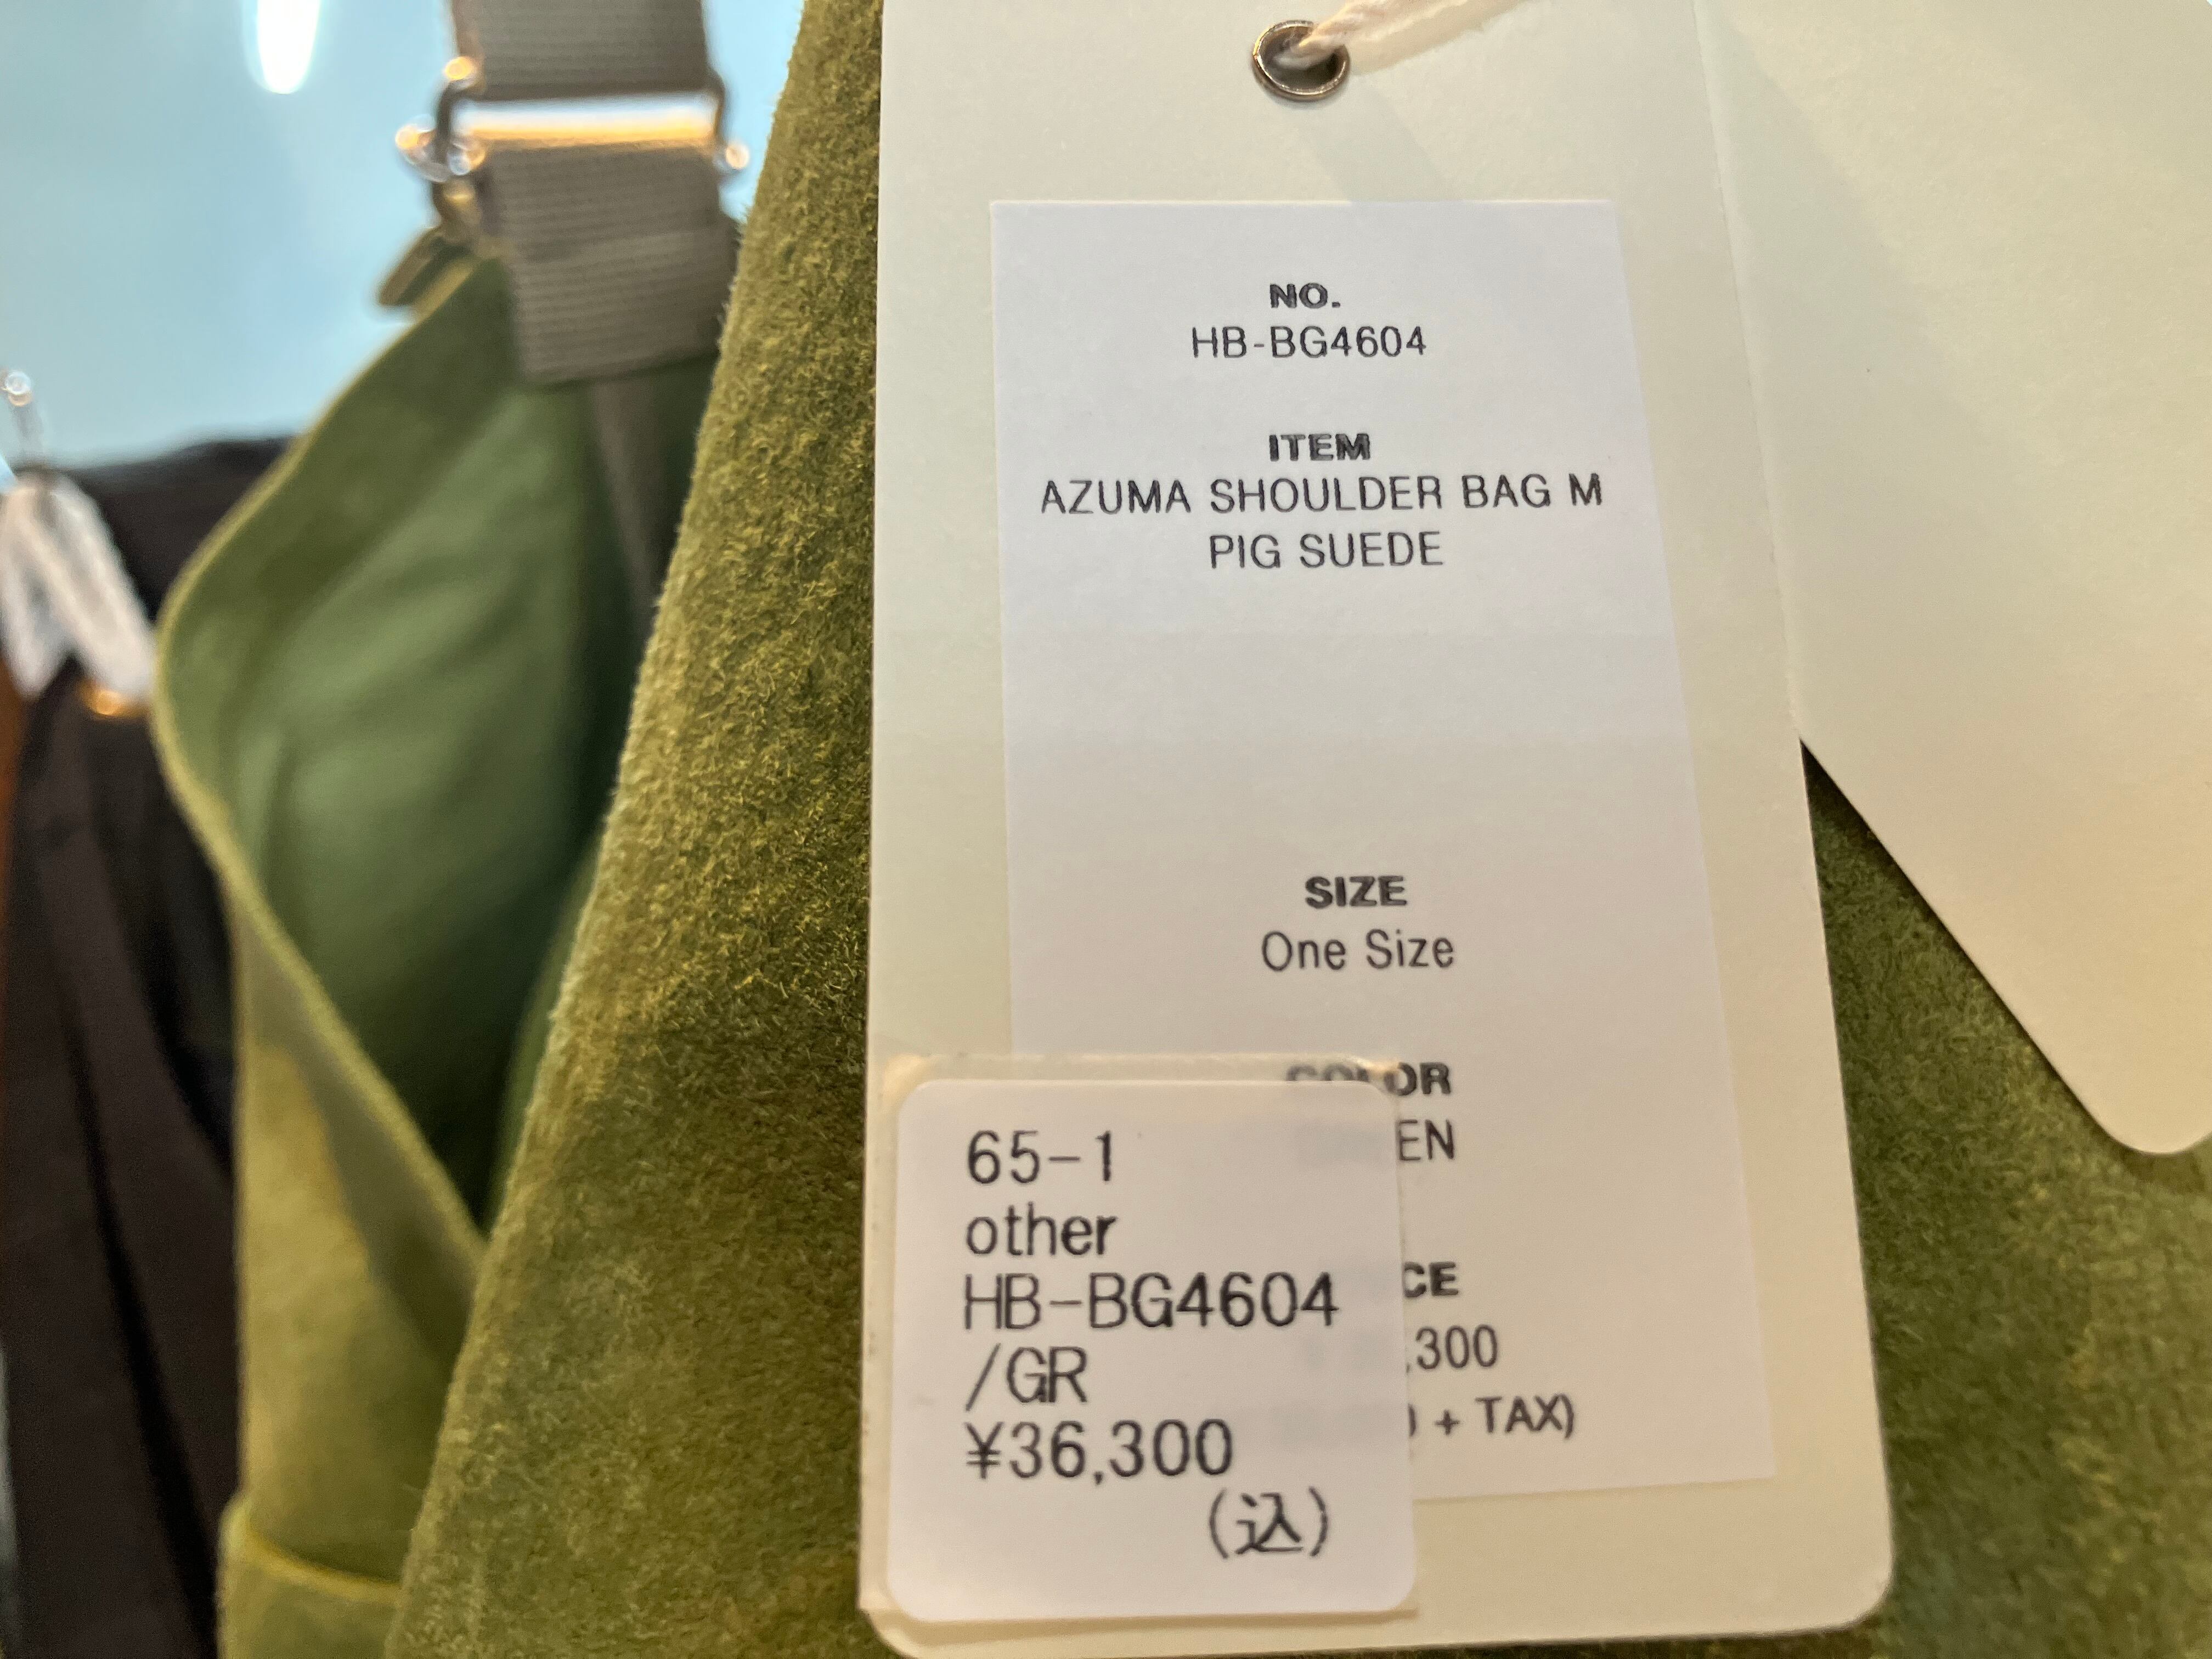 NO.
HB-BG4604
ITEM
AZUMA SHOULDER BAG M
PIG SUEDE
SIZE
One Size
COLOR
EN
CE
,300
) + TAX)
65-1
other
HB-BG4604
/GR
¥36,300
(込)